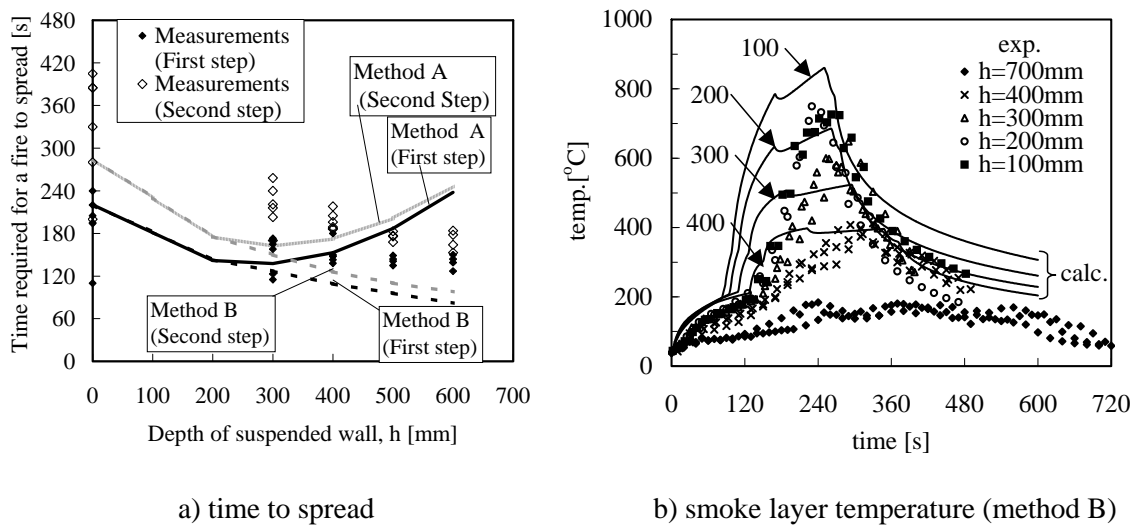 480
420
360
300
240
180
120
60
0
Time required for a fire to spread [s]
Measurements
(First step)
Measurements
(Second step)
Method A
(Second Step)
Method A
(First step)
Method B
(Second step)
Method B
(First step)
0 100 200 300 400 500 600 700
Depth of suspended wall, h [mm]
a) time to spread
1000
800
600
400
200
0
temp.[°C]
100
200
300
400
exp.
h=700mm
h=400mm
h=300mm
h=200mm
h=100mm
calc.
0 120 240 360 480 600 720
time [s]
b) smoke layer temperature (method B)